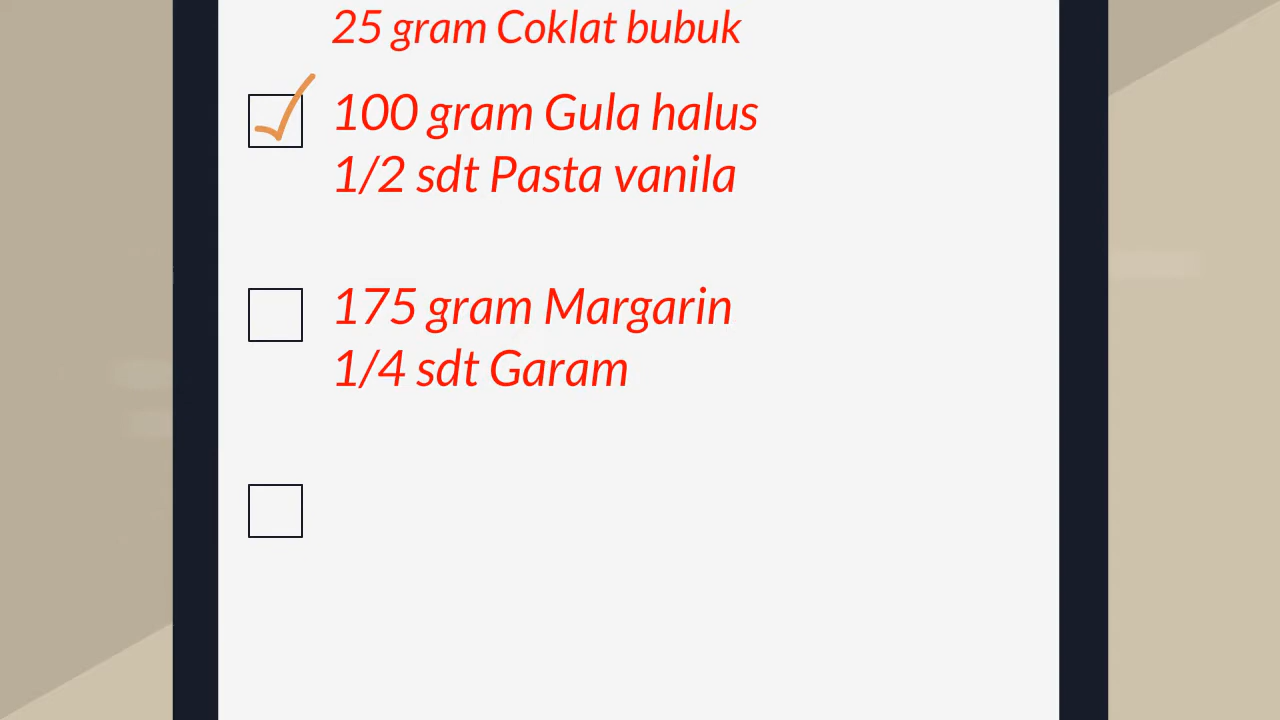 25 gram Coklat bubuk
100 gram Gula halus
1/2 sdt Pasta vanila
175 gram Margarin
1/4 sdt Garam